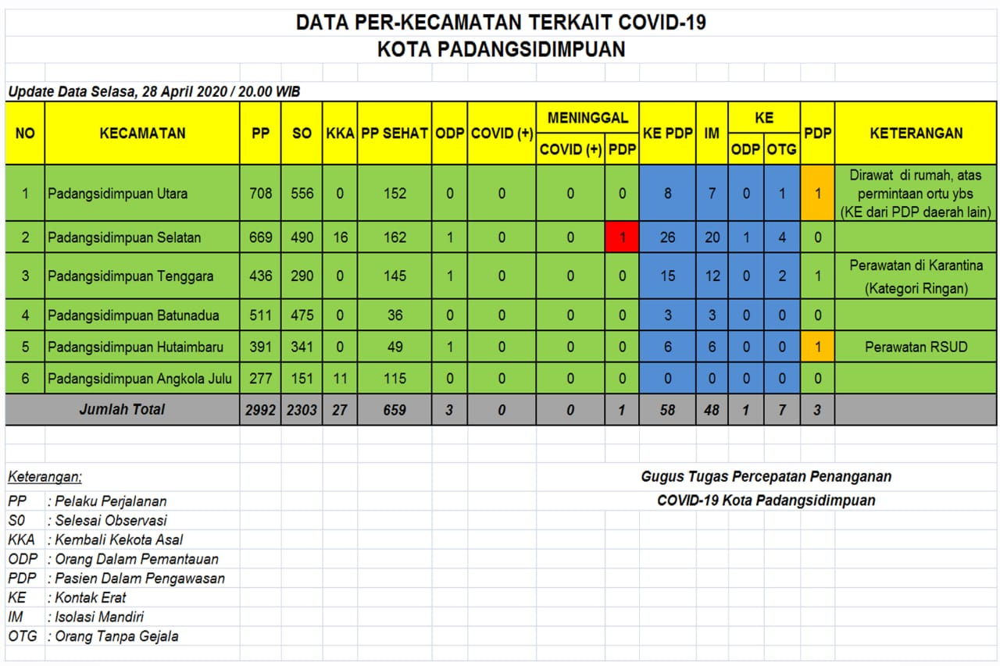 DATA PER-KECAMATAN TERKAIT COVID-19
KOTA PADANGSIDIMPUAN
Update Data Selasa, 28 April 2020 / 20.00 WIB
NO KECAMATAN PP SO KKA PP SEHAT ODP COVID (+) MENINGGAL KE PDP IM KE PDP KETERANGAN
COVID (+) PDP ODP OTG
1 Padangsidimpuan Utara 708 556 0 152 0 0 0 0 8 7 0 1 1 Dirawat di rumah, atas
permintaan ortu ybs
(KE dari PDP daerah lain)
2 Padangsidimpuan Selatan 669 490 16 162 1 0 0 1 26 20 1 4 0
3 Padangsidimpuan Tenggara 436 290 0 145 1 0 0 0 15 12 0 2 1 Perawatan di Karantina
(Kategori Ringan)
4 Padangsidimpuan Batunadua 511 475 0 36 0 0 0 0 3 3 0 0 0
5 Padangsidimpuan Hutaimbaru 391 341 0 49 1 0 0 0 6 6 0 0 1 Perawatan RSUD
6 Padangsidimpuan Angkola Julu 277 151 11 115 0 0 0 0 0 0 0 0 0
Jumlah Total 2992 2303 27 659 3 0 0 1 58 48 1 7 3
Keterangan:
PP : Pelaku Perjalanan
S0 : Selesai Observasi
KKA : Kembali Kekota Asal
ODP : Orang Dalam Pemantauan
PDP : Pasien Dalam Pengawasan
KE : Kontak Erat
IM : Isolasi Mandiri
OTG : Orang Tanpa Gejala
Gugus Tugas Percepatan Penanganan
COVID-19 Kota Padangsidimpuan